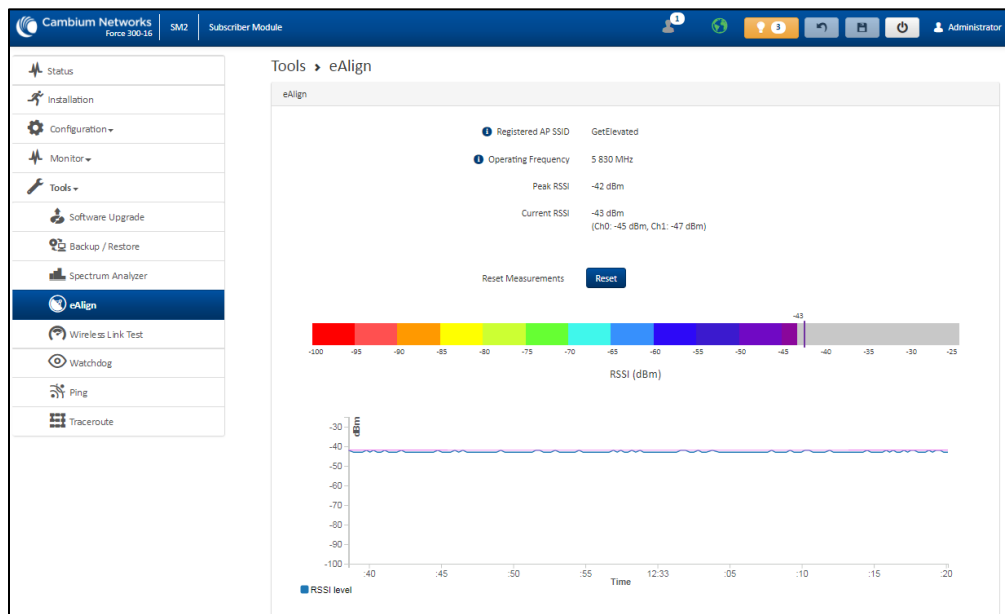 Cambium Networks
Force 300-16
SM2
Subscriber Module
1
3
Administrator
Status
Installation
Configuration
Monitor
Tools
Software Upgrade
Backup / Restore
Spectrum Analyzer
eAlign
Wireless Link Test
Watchdog
Ping
Traceroute
Tools > eAlign
eAlign
Registered AP SSID GetElevated
Operating Frequency 5 830 MHz
Peak RSSI -42 dBm
Current RSSI -43 dBm
(Ch0: -45 dBm, Ch1: -47 dBm)
Reset Measurements Reset
-43
-100 -95 -90 -85 -80 -75 -70 -65 -60 -55 -50 -45 -40 -35 -30 -25
RSSI (dBm)
dBm
-30
-40
-50
-60
-70
-80
-90
-100
:40 :45 :50 :55 12:33 :05 :10 :15 :20
Time
RSSI level